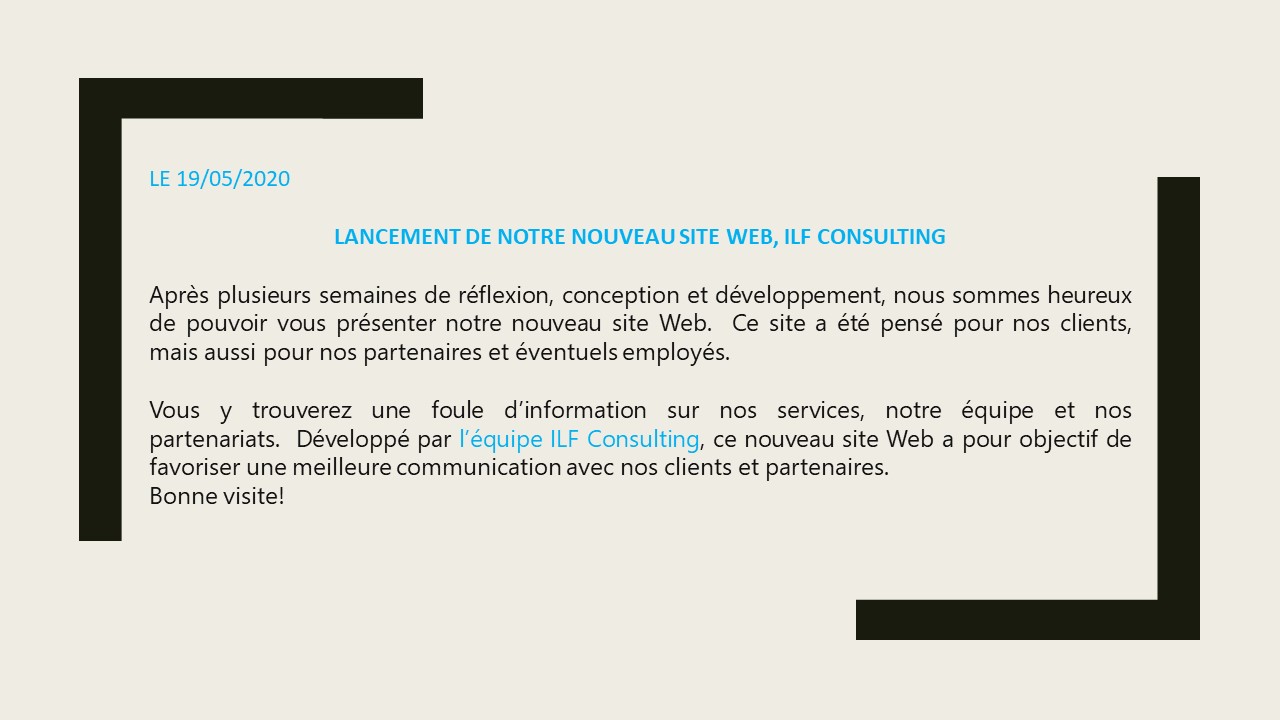 LE 19/05/2020
LANCEMENT DE NOTRE NOUVEAU SITE WEB, ILF CONSULTING
Après plusieurs semaines de réflexion, conception et développement, nous sommes heureux
de pouvoir vous présenter notre nouveau site Web. Ce site a été pensé pour nos clients,
mais aussi pour nos partenaires et éventuels employés.
Vous y trouverez une foule d’information sur nos services, notre équipe et nos
partenariats. Développé par l’équipe ILF Consulting, ce nouveau site Web a pour objectif de
favoriser une meilleure communication avec nos clients et partenaires.
Bonne visite!